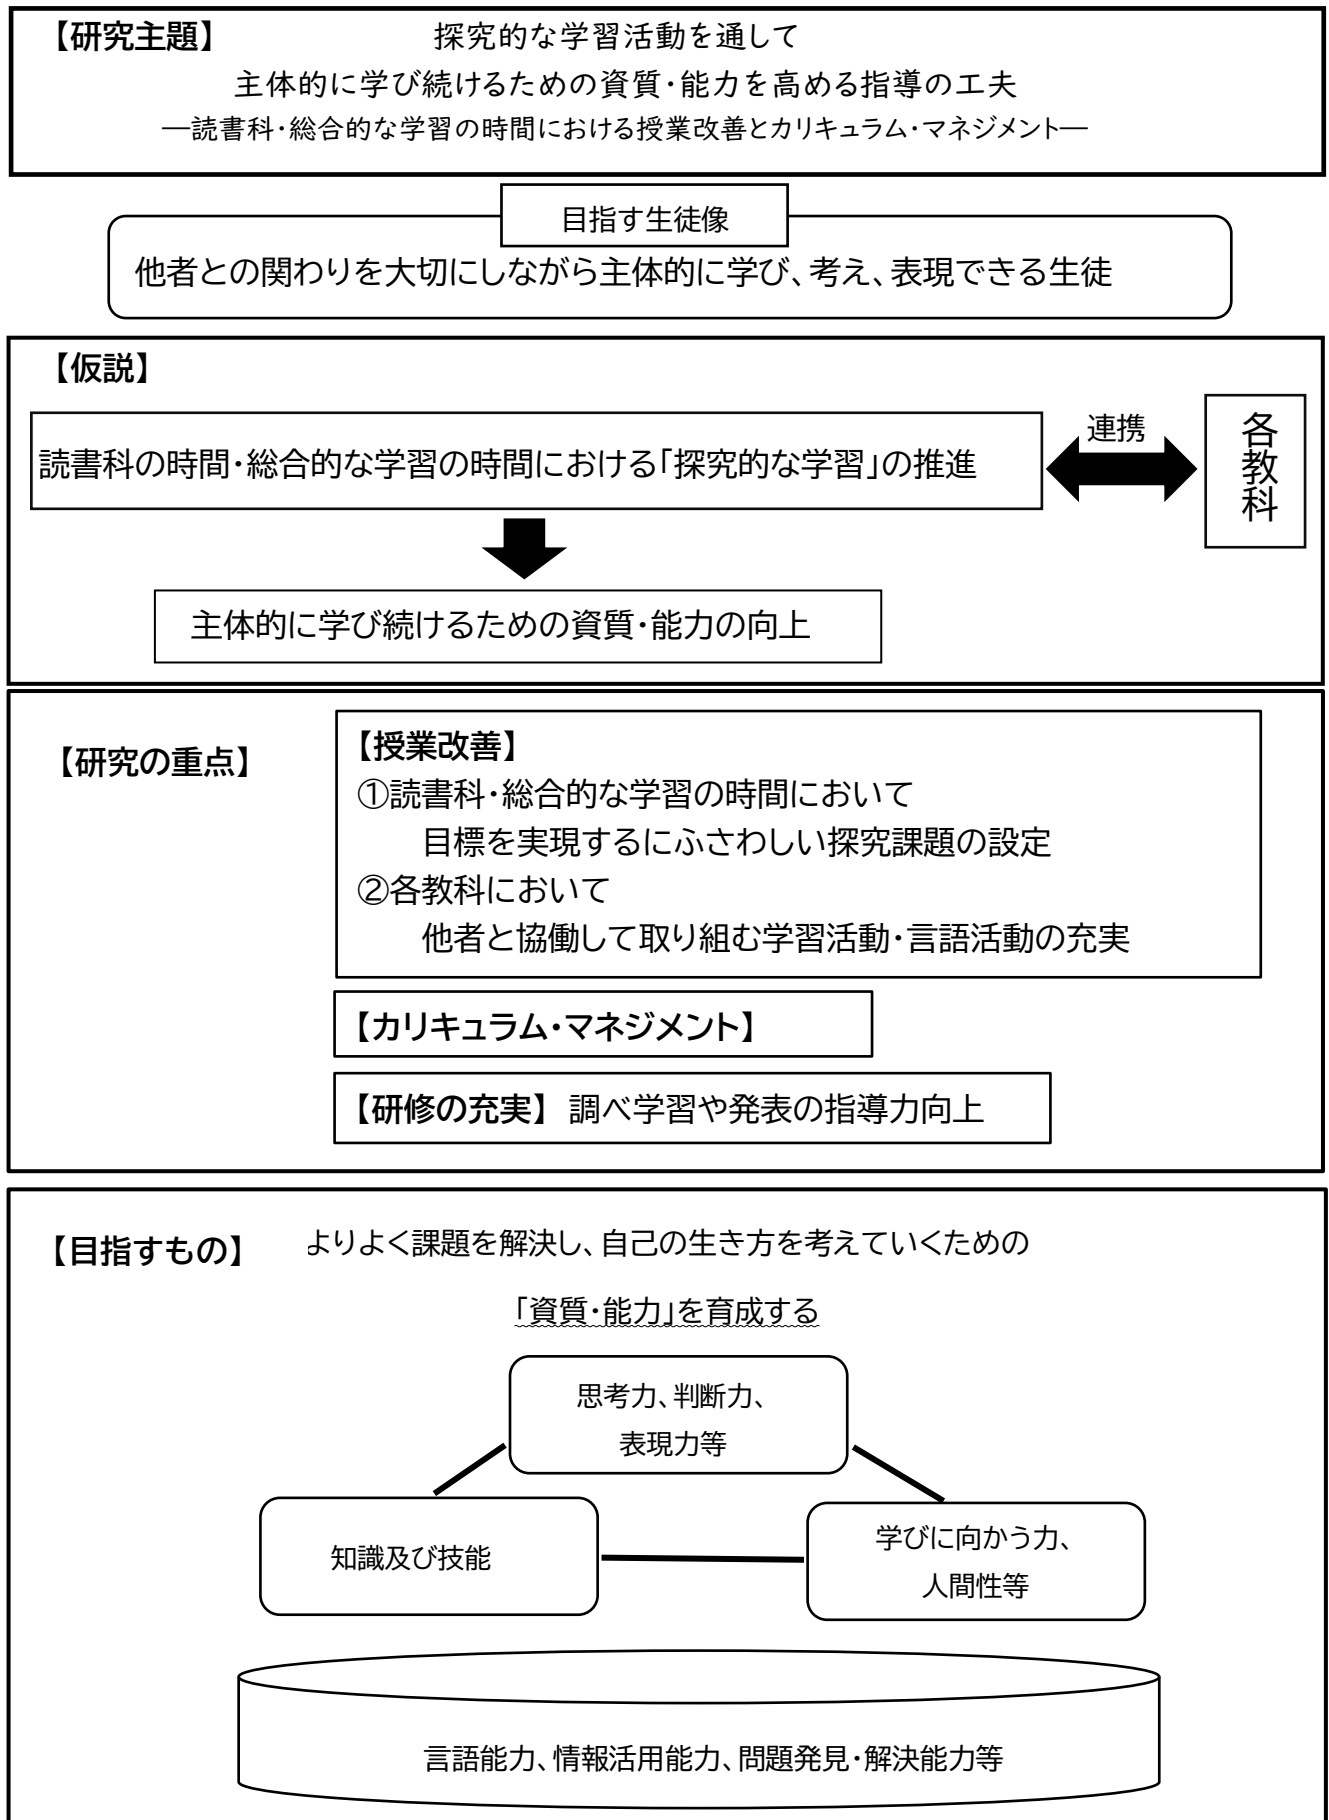 【研究主題】 探究的な学習活動を通して
主体的に学び続けるための資質・能力を高める指導の工夫
―読書科・総合的な学習の時間における授業改善とカリキュラム・マネジメント―
目指す生徒像
他者との関わりを大切にしながら主体的に学び、考え、表現できる生徒
【仮説】
読書科の時間・総合的な学習の時間における「探究的な学習」の推進
連携
各教科
主体的に学び続けるための資質・能力の向上
【研究の重点】
【授業改善】
①読書科・総合的な学習の時間において
目標を実現するにふさわしい探究課題の設定
②各教科において
他者と協働して取り組む学習活動・言語活動の充実
【カリキュラム・マネジメント】
【研修の充実】 調べ学習や発表の指導力向上
【目指すもの】 よりよく課題を解決し、自己の生き方を考えていくための
「資質・能力」を育成する
思考力、判断力、
表現力等
知識及び技能
学びに向かう力、
人間性等
言語能力、情報活用能力、問題発見・解決能力等